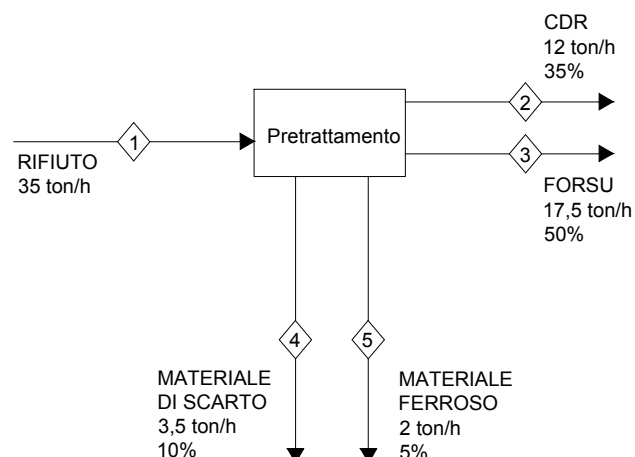 CDR
12 ton/h
35%
2
Pretrattamento
1
3
RIFIUTO
35 ton/h
FORSU
17,5 ton/h
50%
4
5
MATERIALE
DI SCARTO
3,5 ton/h
10%
MATERIALE
FERROSO
2 ton/h
5%